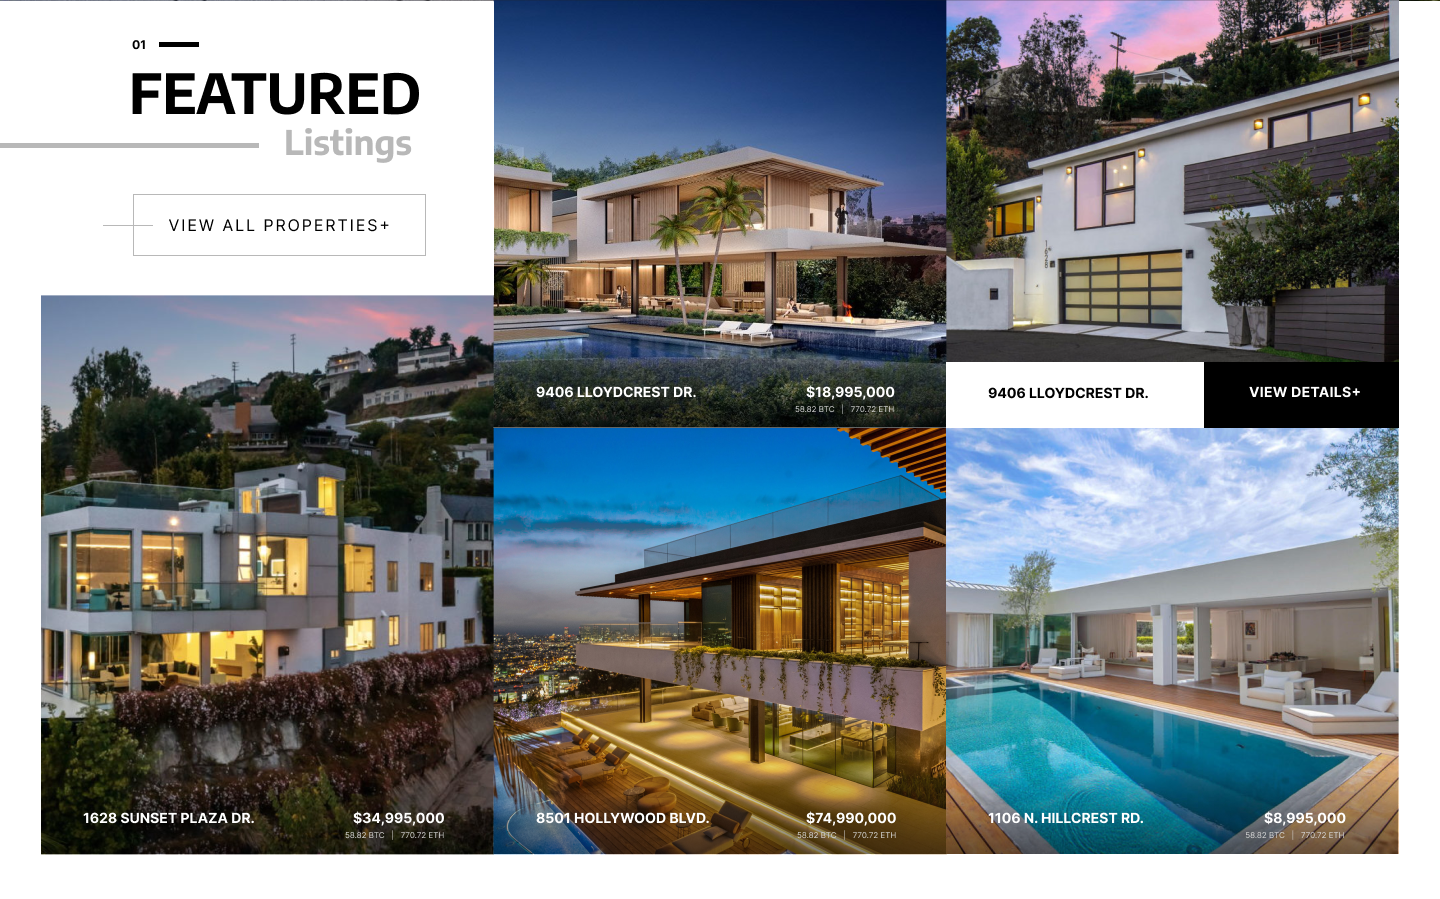 01
FEATURED
Listings
VIEW ALL PROPERTIES+
9406 LLOYDCREST DR.
$18,995,000
58.82 BTC | 770.72 ETH
1628
9406 LLOYDCREST DR.
VIEW DETAILS+
1628 SUNSET PLAZA DR.
$34,995,000
58.82 BTC | 770.72 ETH
8501 HOLLYWOOD BLVD.
$74,990,000
58.82 BTC | 770.72 ETH
1106 N. HILLCREST RD.
$8,995,000
58.82 BTC | 770.72 ETH